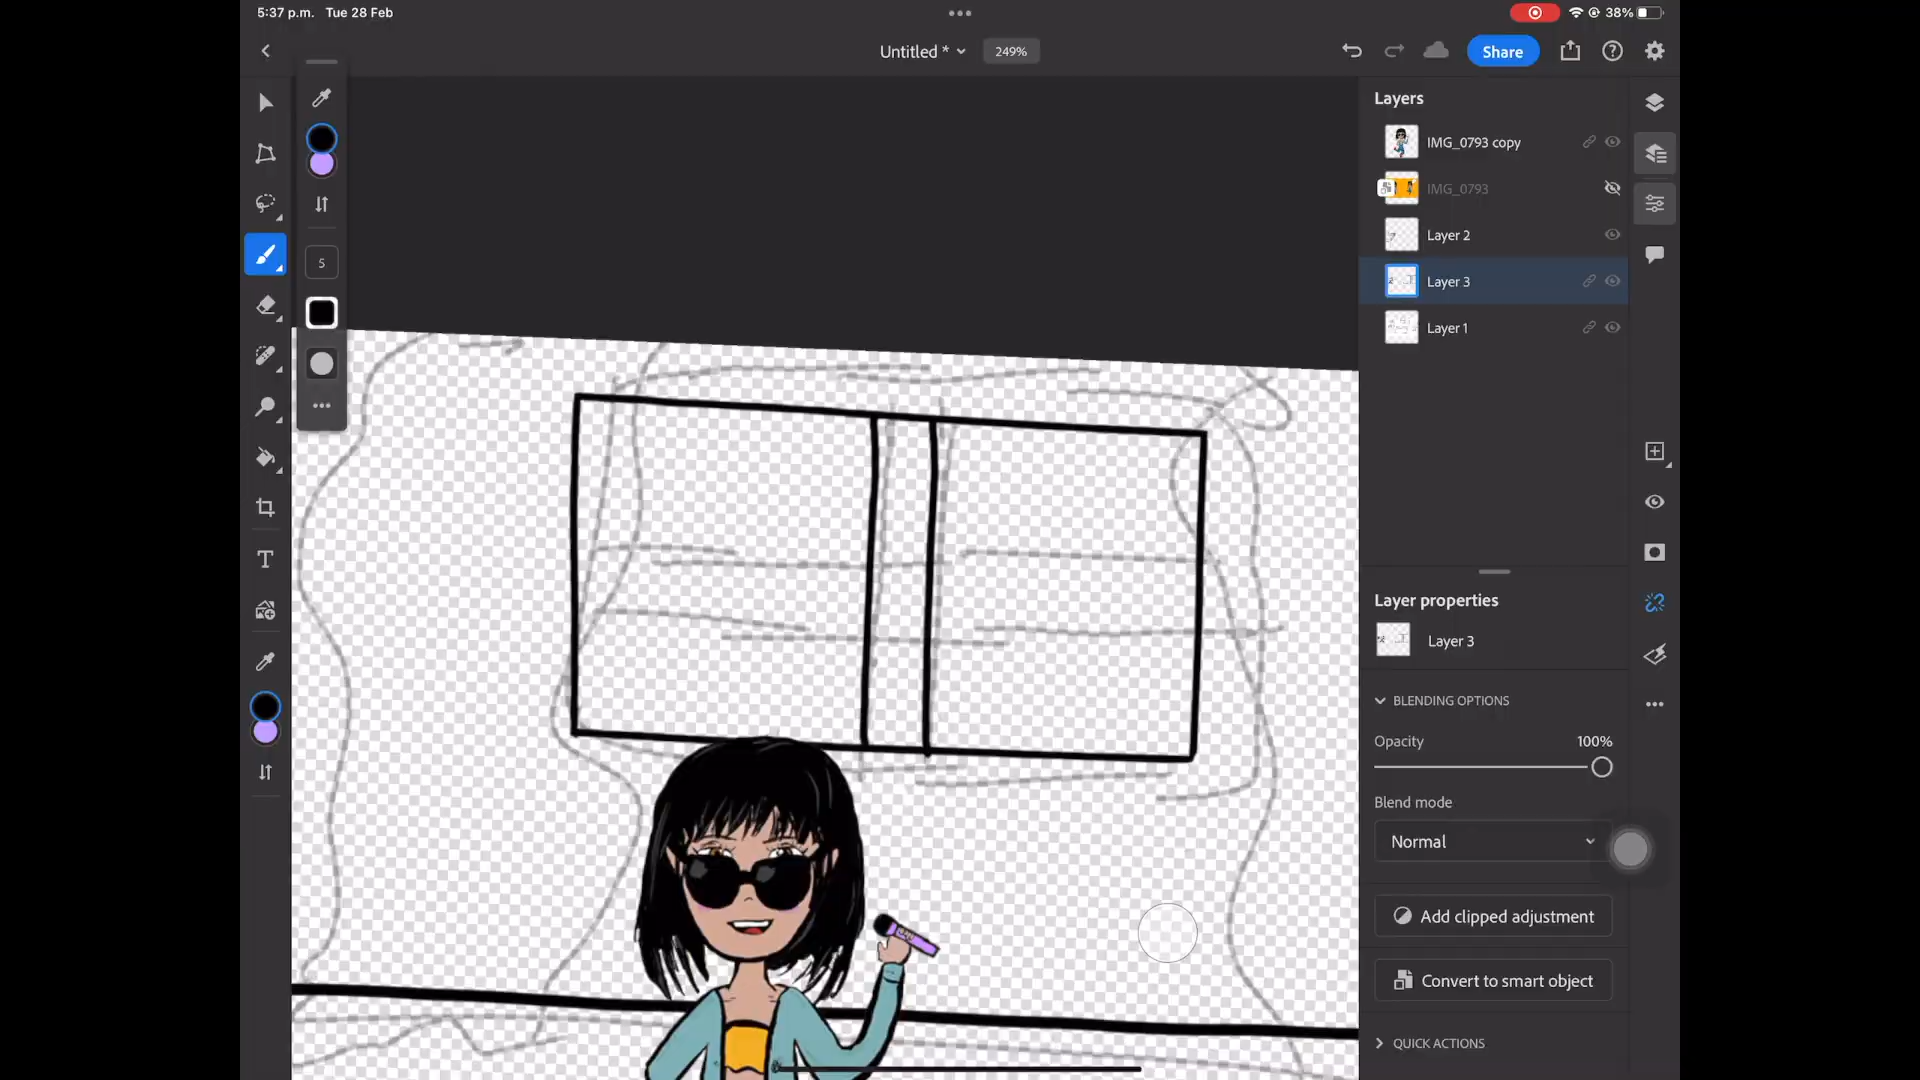 5:37 p.m. Tue 28 Feb
38%
Untitled *
249%
Share
Layers
IMG_0793 copy
IMG_0793
Layer 2
Layer 3
Layer 1
5
T
Layer properties
Layer 3
BLENDING OPTIONS
Opacity 100%
Blend mode
Normal
Add clipped adjustment
Convert to smart object
QUICK ACTIONS